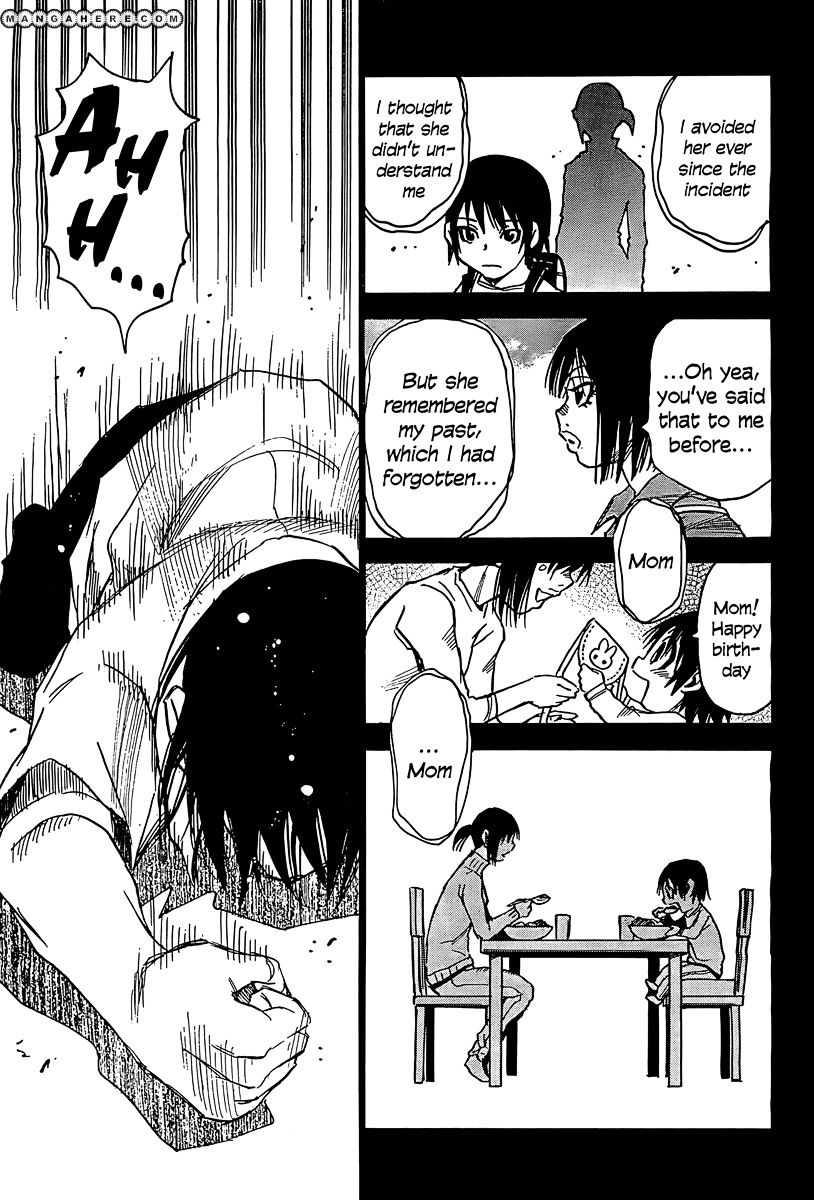 MANGAHERE.COM
I avoided
her ever
since the
incident
I thought
that she
didn't un-
derstand
me
...Oh yea,
you've said
that to me
before...
But she
remembered
my past,
which I had
forgotten...
Mom
Mom!
Happy
birth-
day
...
Mom
AH
H...